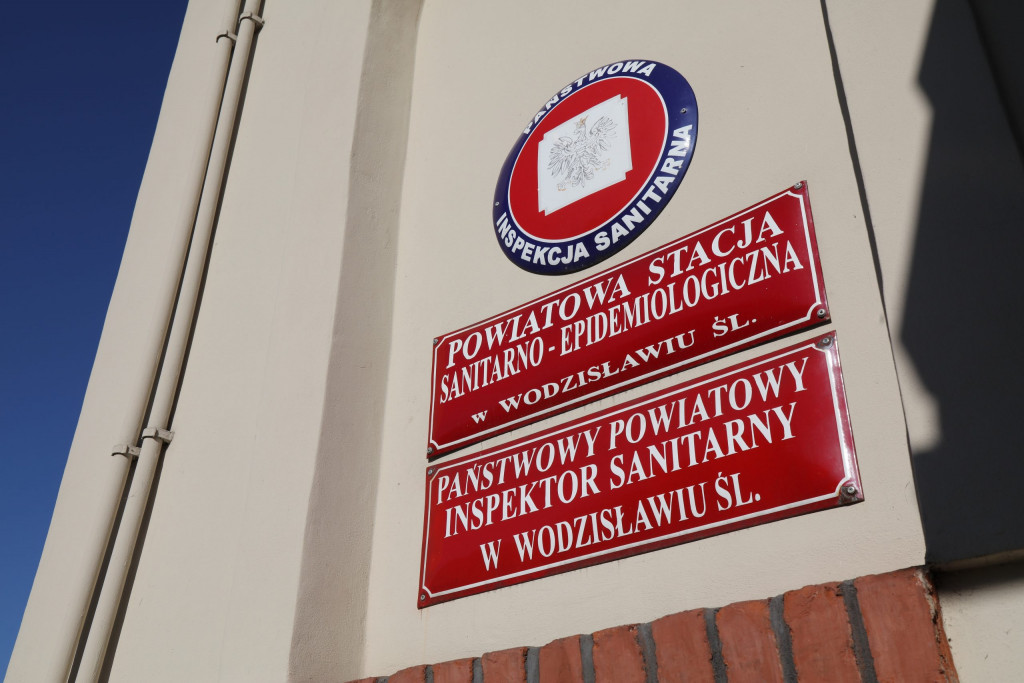 PAŃSTWOWA
INSPEKCJA SANITARNA
POWIATOWA STACJA
SANITARNO - EPIDEMIOLOGICZNA
W WODZISŁAWIU ŚL.
PAŃSTWOWY POWIATOWY
INSPEKTOR SANITARNY
W WODZISŁAWIU ŚL.